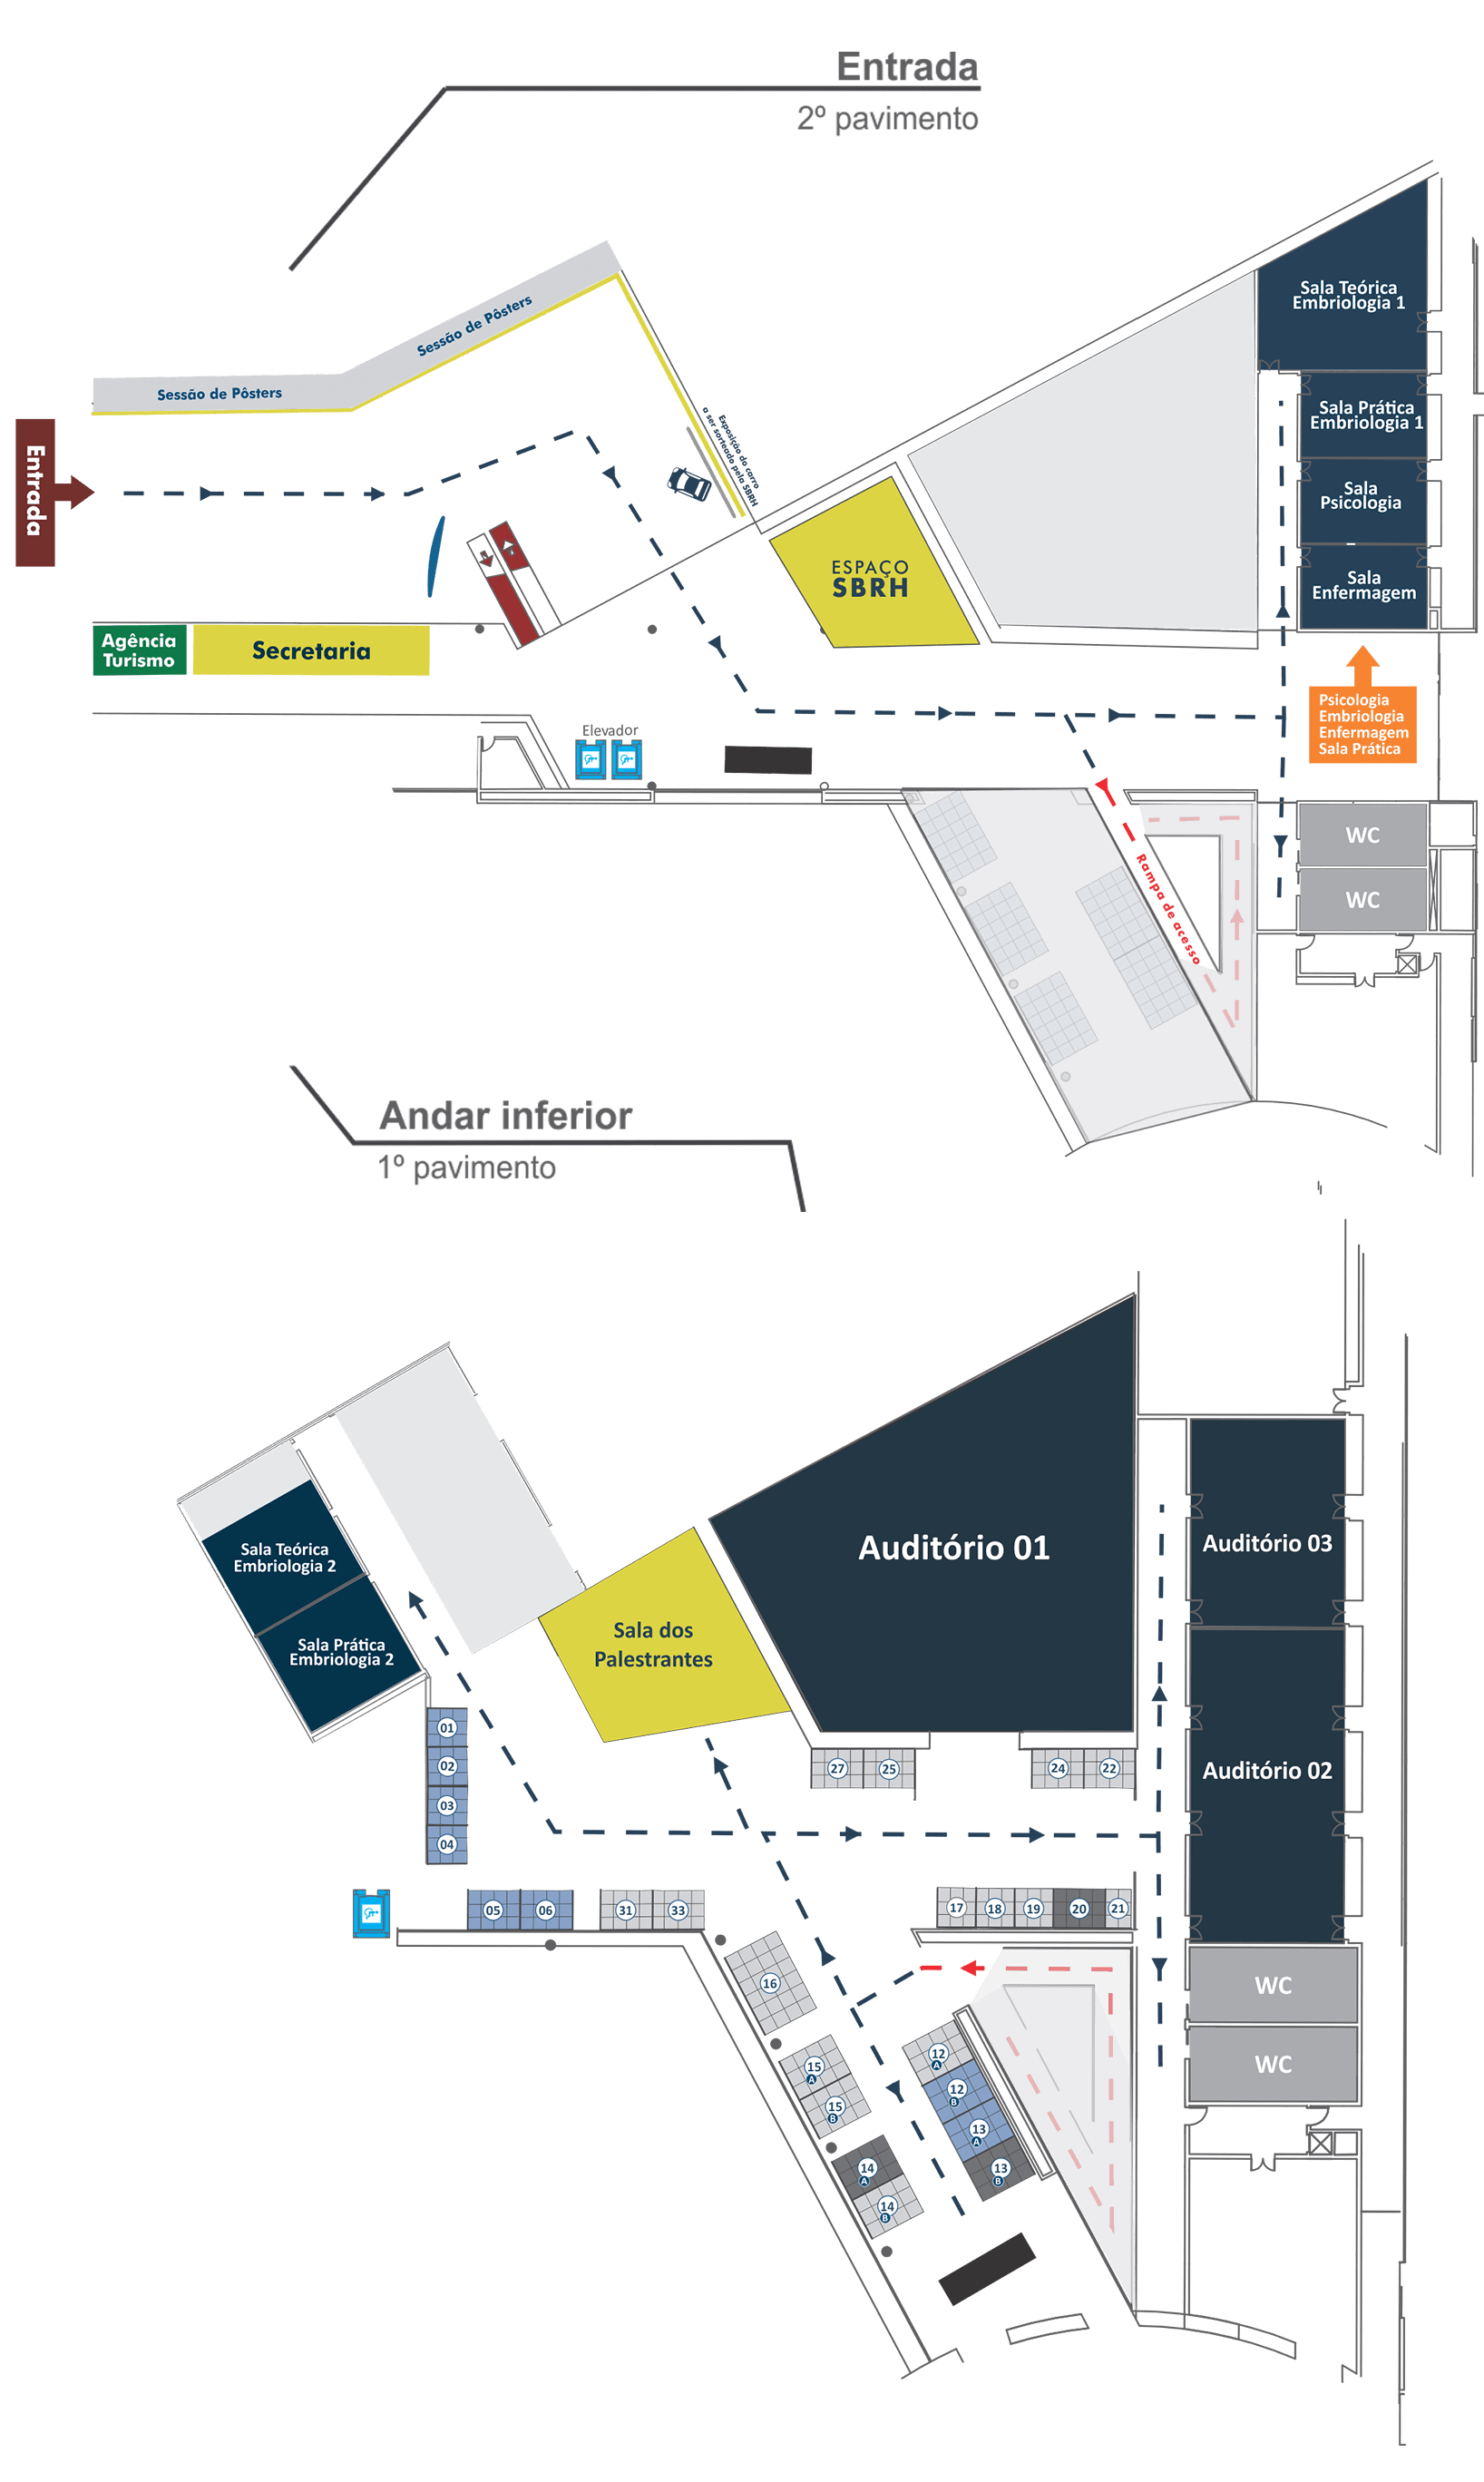 Entrada
2º pavimento
Sessão de Pôsters
Sessão de Pôsters
Entrada
Exposição do carro
a ser sorteado pela SBRH
Agência
Turismo
Secretaria
ESPAÇO
SBRH
Elevador
Sala Teórica
Embriologia 1
Sala Prática
Embriologia 1
Sala
Psicologia
Sala
Enfermagem
Psicologia
Embriologia
Enfermagem
Sala Prática
Rampa de acesso
WC
WC
Andar inferior
1º pavimento
Sala Teórica
Embriologia 2
Sala Prática
Embriologia 2
Sala dos
Palestrantes
Auditório 01
Auditório 03
Auditório 02
01
02
03
04
27
25
24
22
05
06
31
33
17
18
19
20
21
16
15
A
15
B
14
A
14
B
12
A
12
B
13
A
13
B
WC
WC